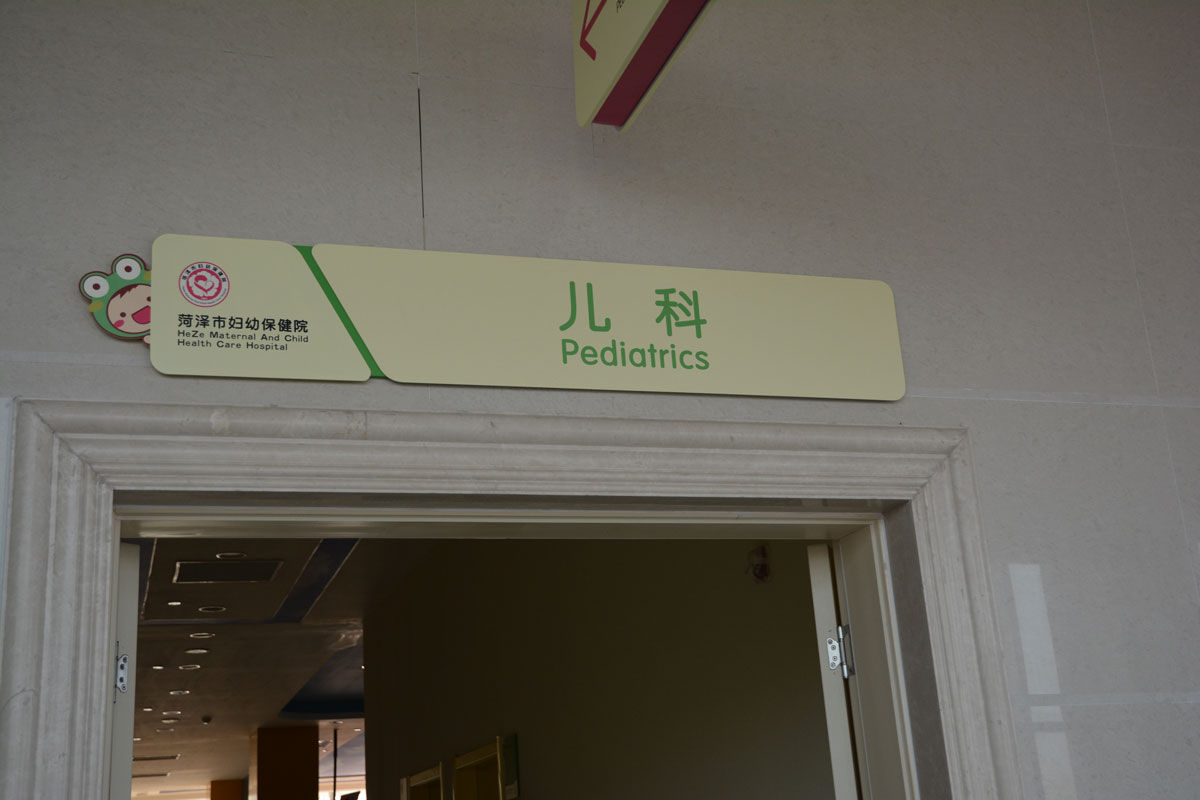 菏泽市妇幼保健院
HeZe Maternal And Child
Health Care Hospital
儿科
Pediatrics